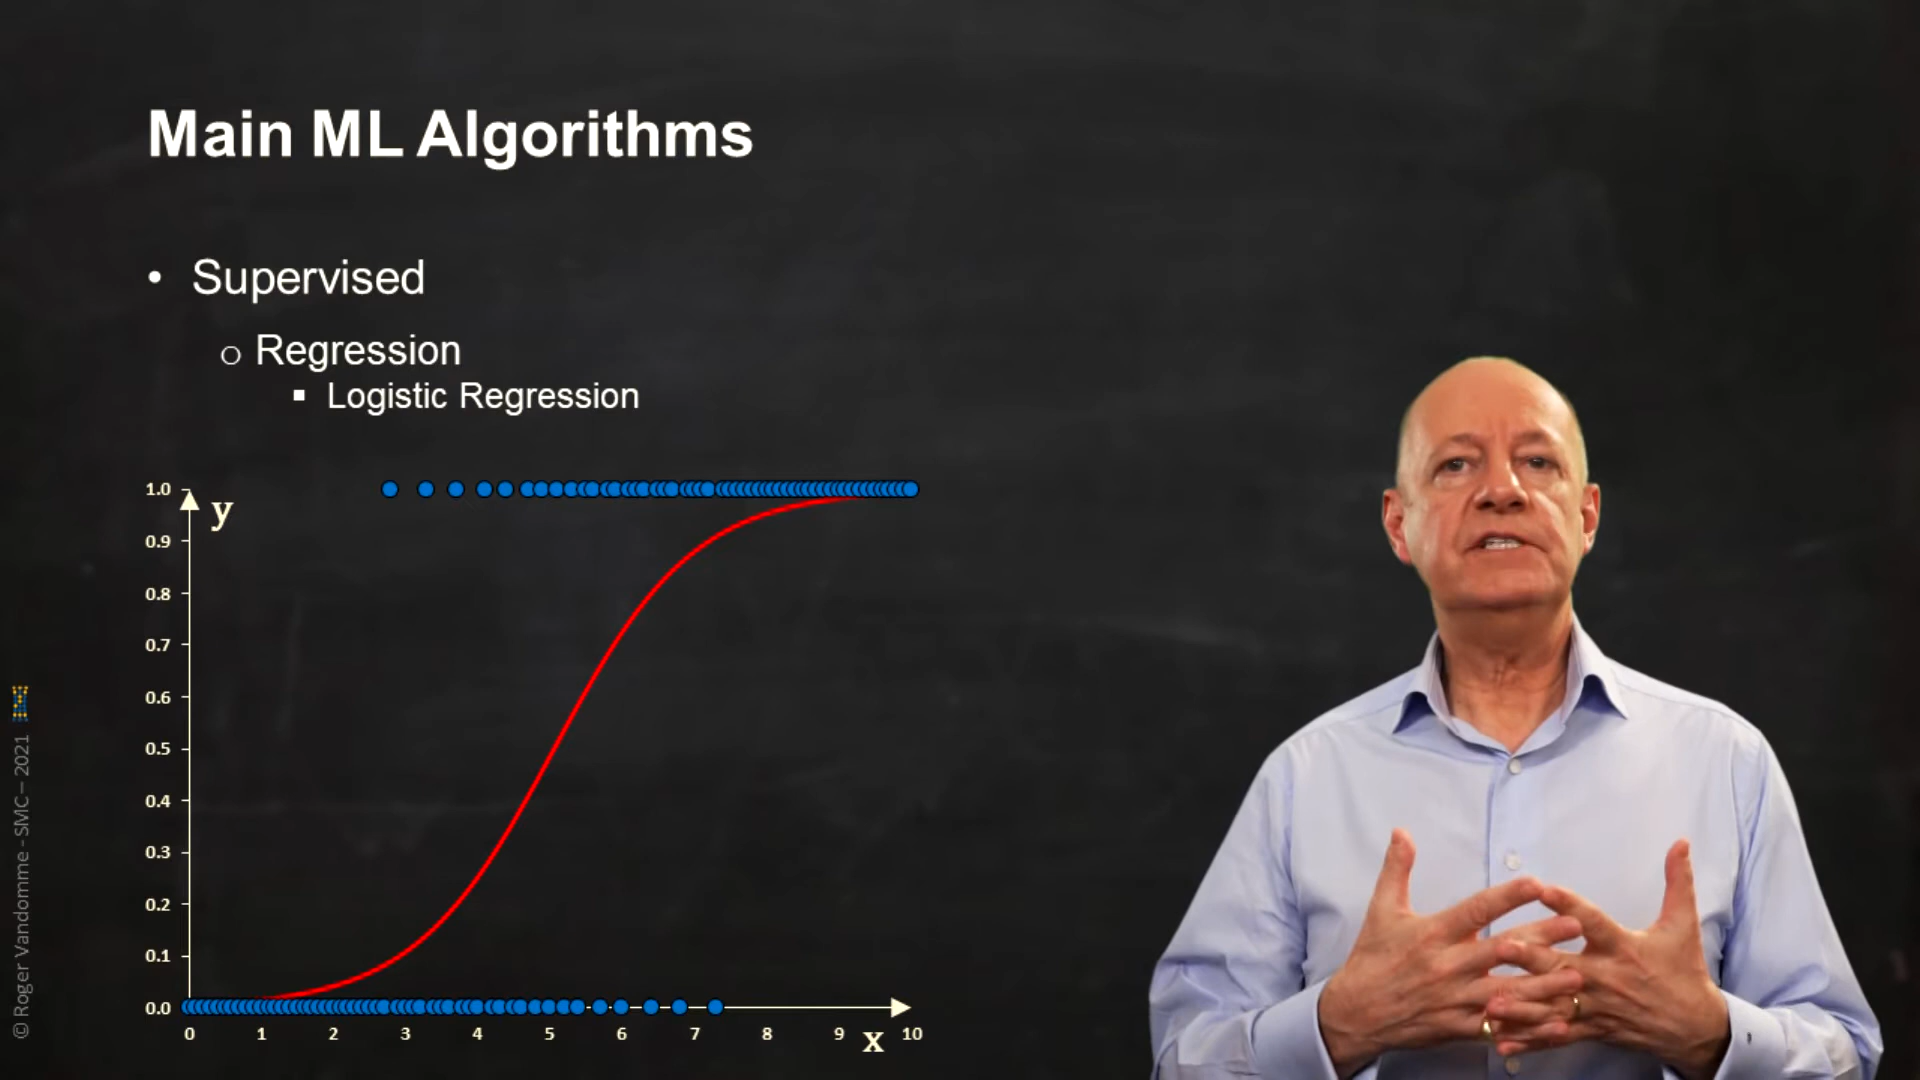 Main ML Algorithms
• Supervised
o Regression
▪ Logistic Regression
1.0
y
0.9
0.8
0.7
0.6
0.5
0.4
0.3
0.2
0.1
0.0
0 1 2 3 4 5 6 7 8 9 10
x
© Roger Vandomme - SMC – 2021